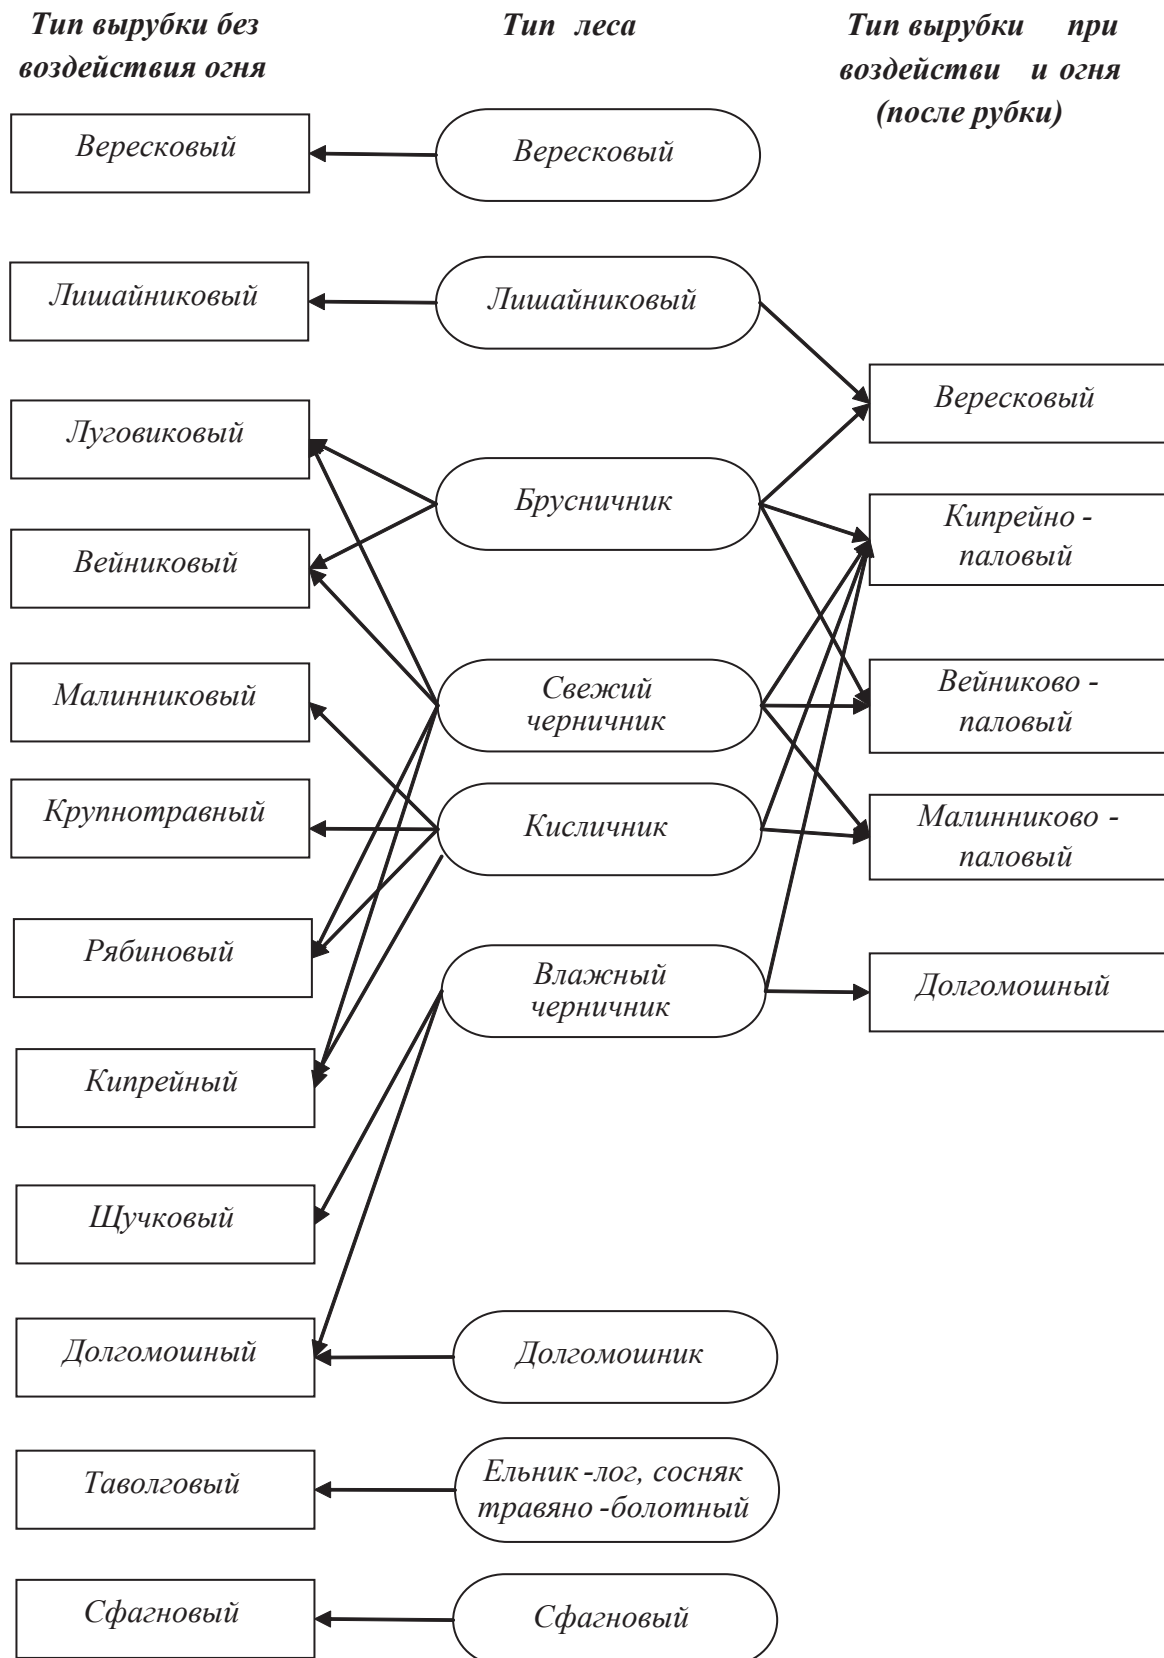 Тип вырубки без
воздействия огня
Тип леса
Тип вырубки при
воздействи и огня
(после рубки)
Вересковый
Вересковый
Лишайниковый
Лишайниковый
Вересковый
Луговиковый
Брусничник
Кипрейно -
паловый
Вейниковый
Малинниковый
Свежий
черничник
Вейниково -
паловый
Крупнотравный
Кисличник
Малинниково -
паловый
Рябиновый
Влажный
черничник
Долгомошный
Кипрейный
Щучковый
Долгомошный
Долгомошник
Таволговый
Ельник -лог, сосняк
травяно -болотный
Сфагновый
Сфагновый